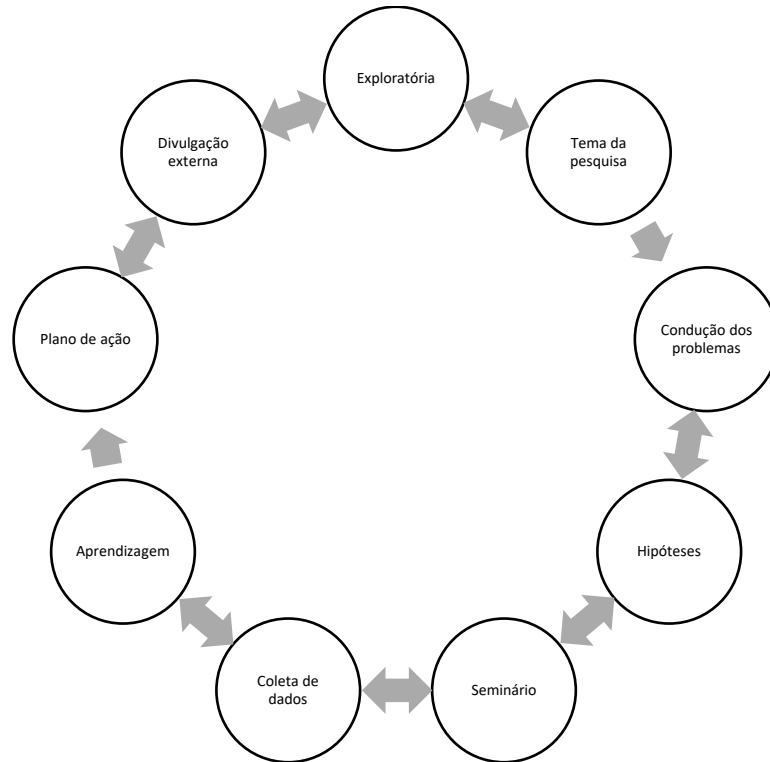 Exploratória
Tema da
pesquisa
Condução dos
problemas
Hipóteses
Seminário
Coleta de
dados
Aprendizagem
Plano de ação
Divulgação
externa